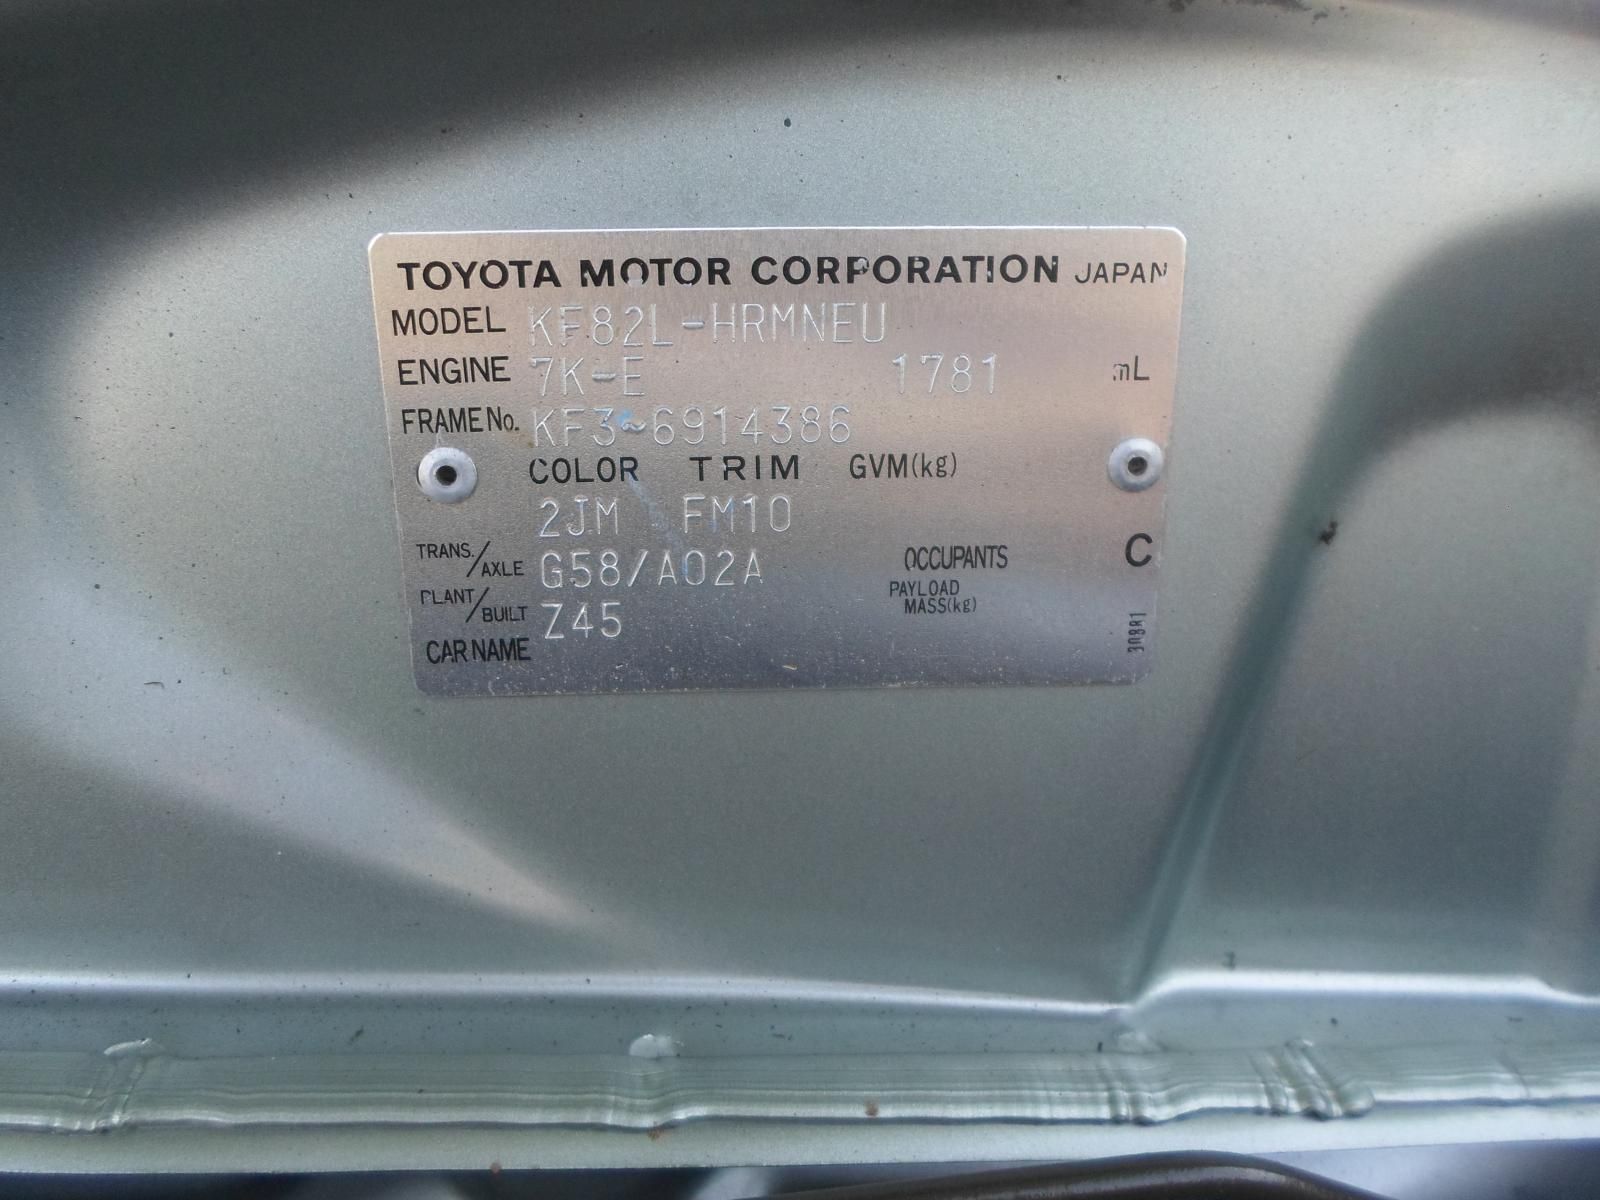 TOYOTA MOTOR CORPORATION JAPAN
MODEL KF82L-HRMNEU
ENGINE 7K-E 1781 mL
FRAME No. KF3-6914386
COLOR TRIM GVM(kg)
2JM FM10
TRANS./AXLE G58/A02A OCCUPANTS C
PLANT/BUILT Z45 PAYLOAD MASS(kg)
CAR NAME
30881